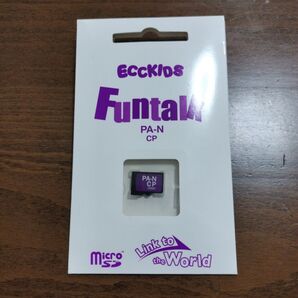 ECCKIDS
Funtalk
PA-N
CP
PA-N
CP
micro
SD
Link to
the World